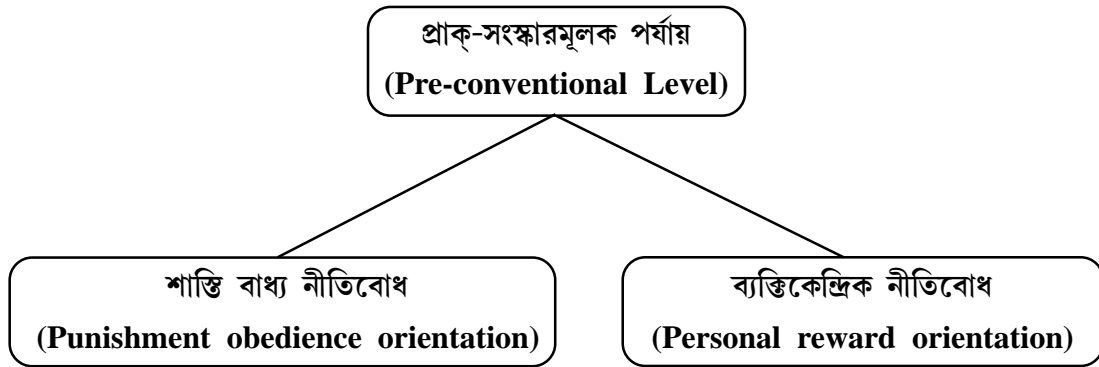 প্রাক্-সংস্কারমূলক পর্যায়
(Pre-conventional Level)
শাস্তি বাধ্য নীতিবোধ
(Punishment obedience orientation)
ব্যক্তিকেন্দ্রিক নীতিবোধ
(Personal reward orientation)